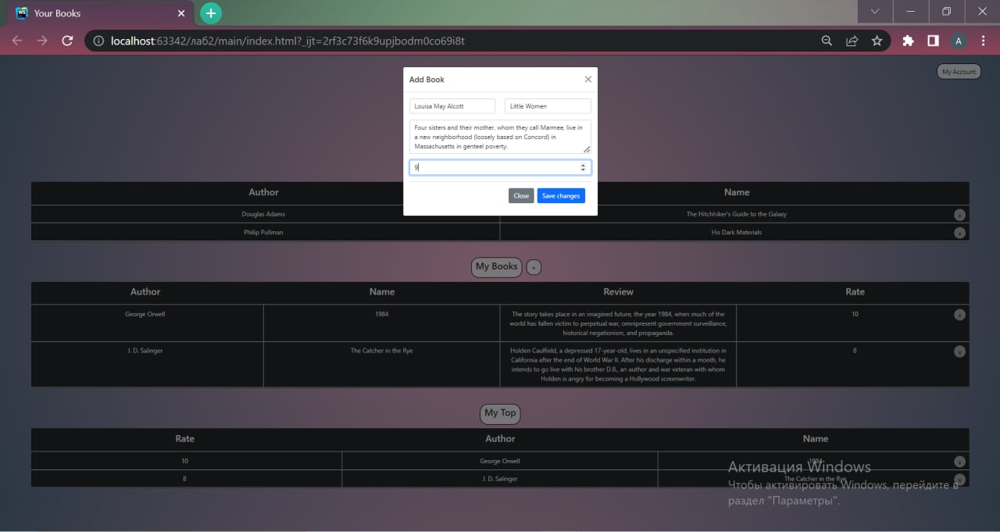 Your Books
localhost:63342/ла62/main/index.html?_ijt=2rf3c73f6k9upjbodm0co69i8t
A
My Account
Add Book
Louisa May Alcott
Little Women
Four sisters and their mother, whom they call Marmee, live in
a new neighborhood (loosely based on Concord) in
Massachusetts in genteel poverty.
9
Close
Save changes
Author
Name
Douglas Adams
The Hitchhiker's Guide to the Galaxy
x
Philip Pullman
His Dark Materials
x
My Books
Author
Name
Review
Rate
George Orwell
1984
The story takes place in an imagined future, the year 1984, when much of the
world has fallen victim to perpetual war, omnipresent government surveillance,
historical negationism, and propaganda.
10
x
J. D. Salinger
The Catcher in the Rye
Holden Caulfield, a depressed 17-year-old, lives in an unspecified institution in
California after the end of World War II. After his discharge within a month, he
intends to go live with his brother D.B., an author and war veteran with whom
Holden is angry for becoming a Hollywood screenwriter.
8
x
My Top
Rate
Author
Name
10
George Orwell
1984
x
8
J. D. Salinger
The Catcher in the Rye
x
Активация Windows
Чтобы активировать Windows, перейдите в
раздел "Параметры".